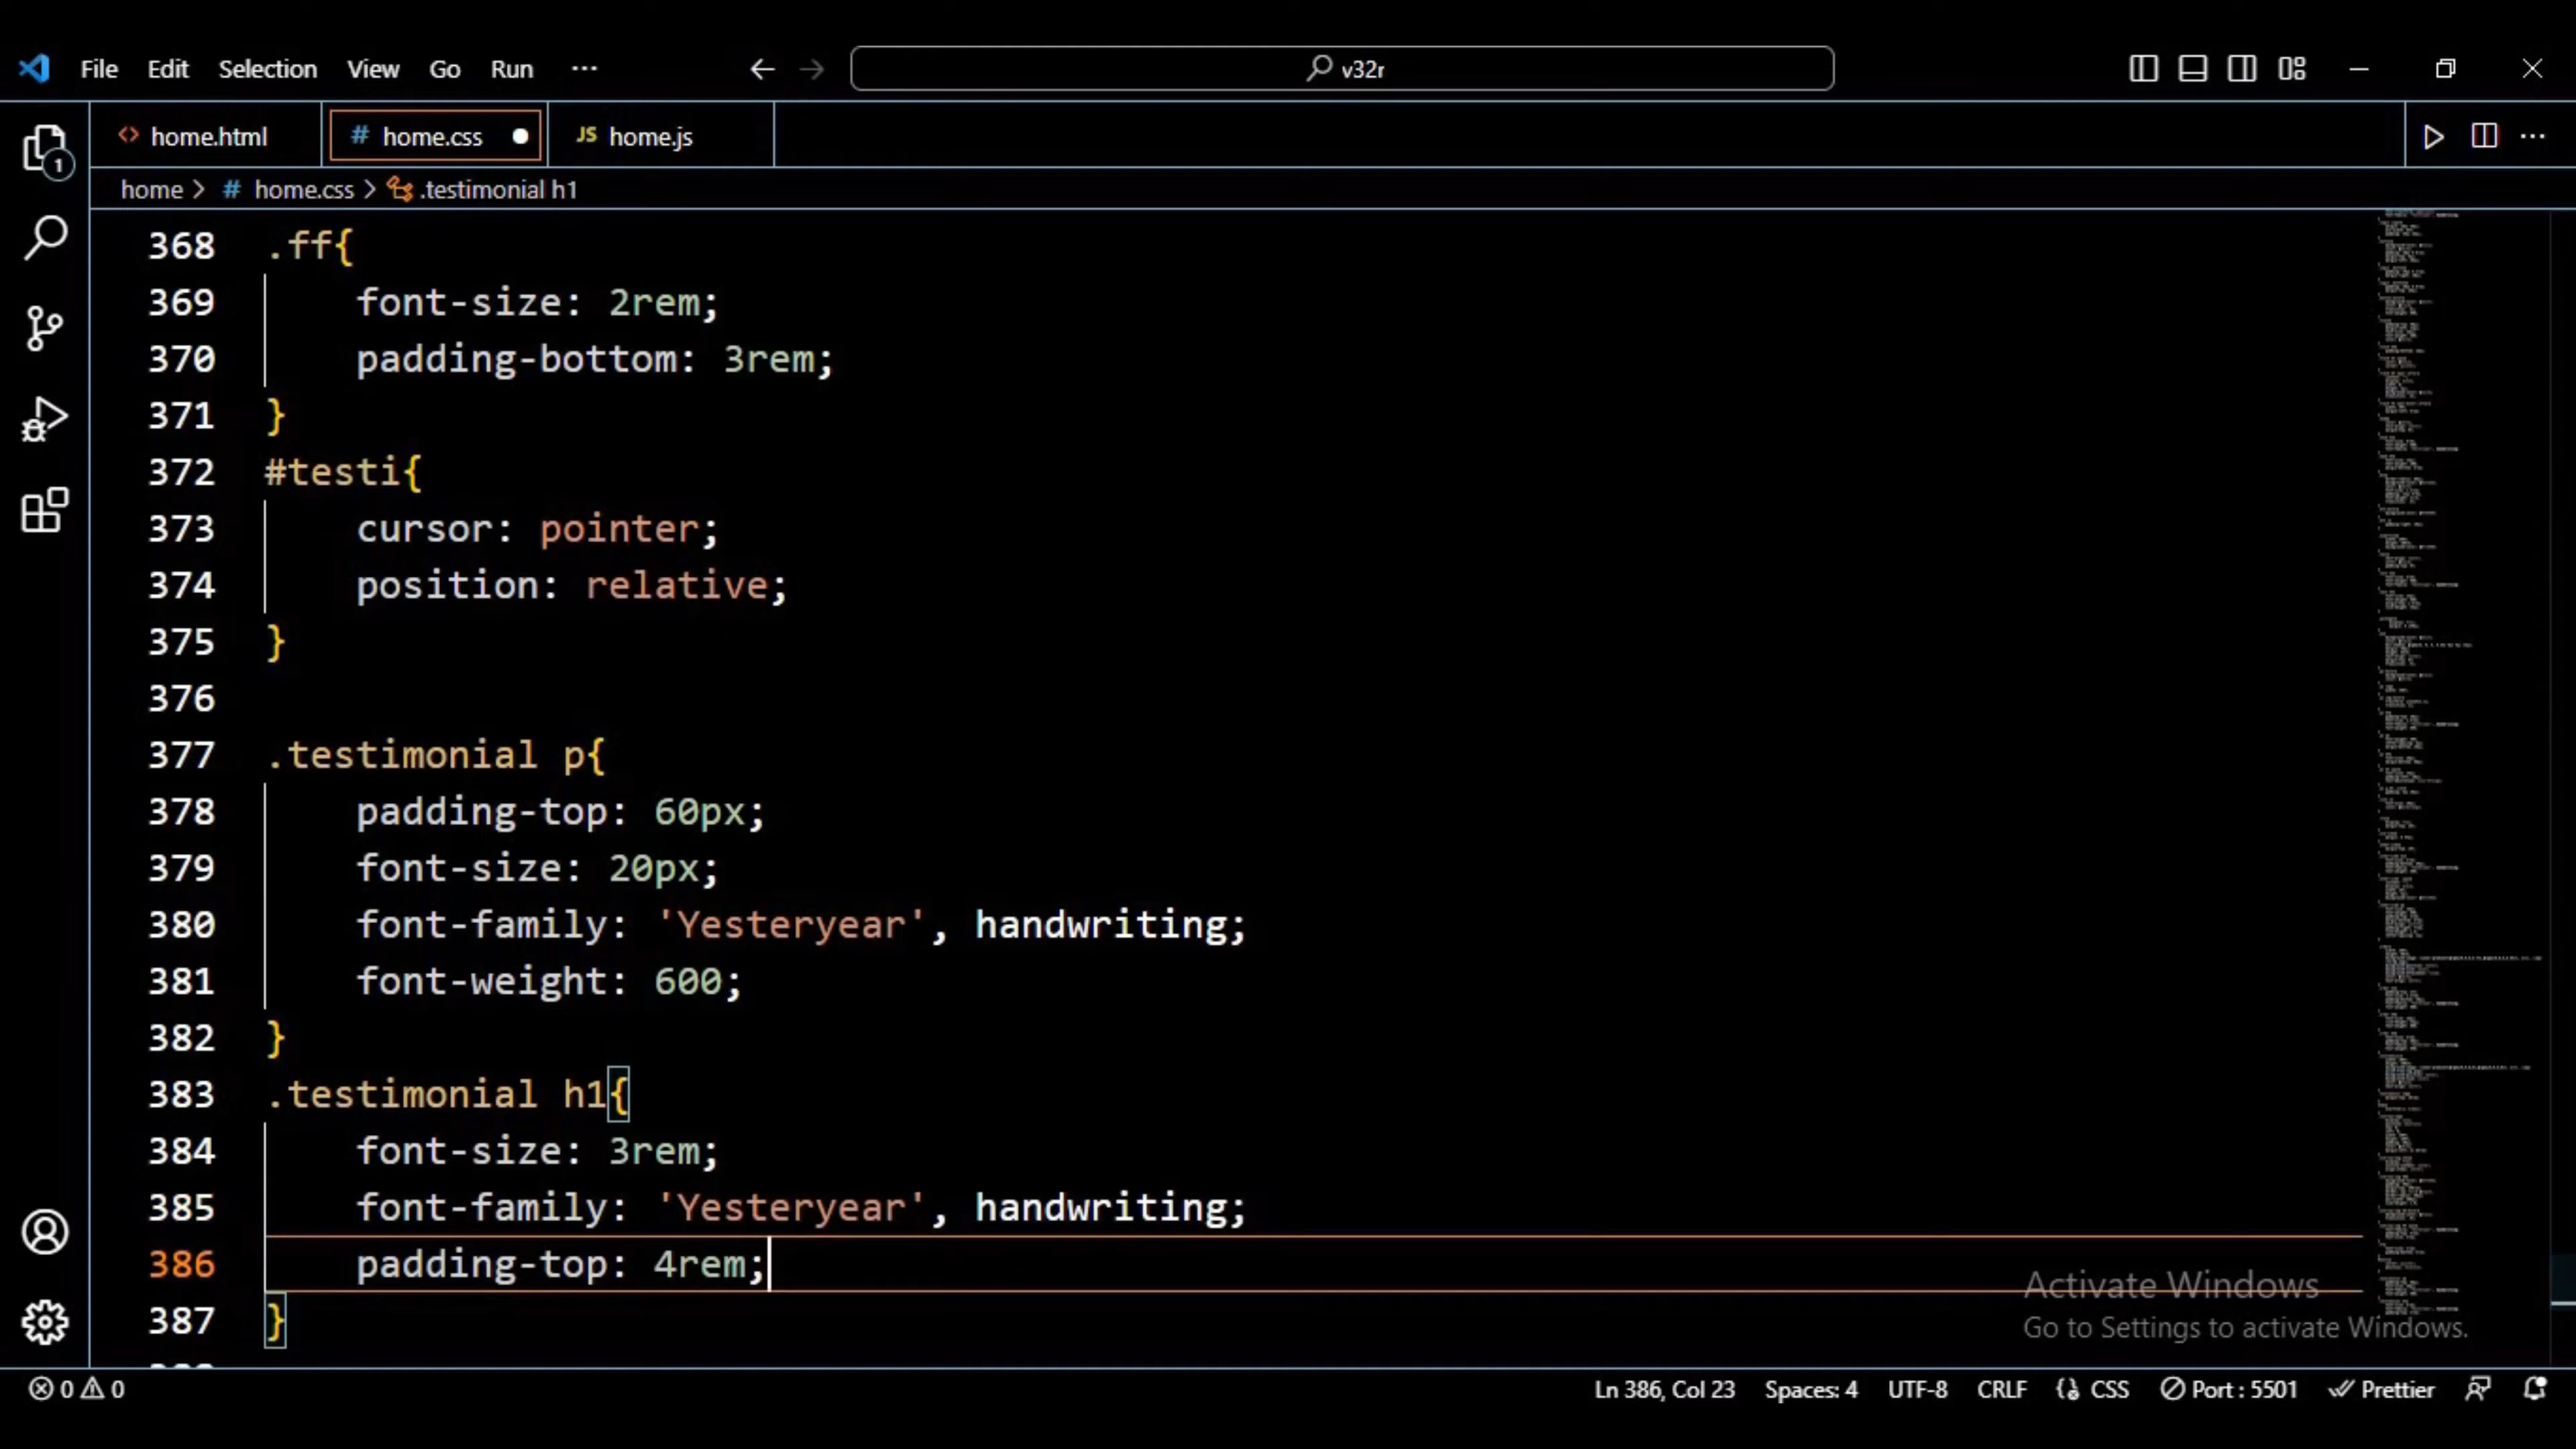 File Edit Selection View Go Run ··· v32r
home.html # home.css JS home.js
home > # home.css > .testimonial h1
1
368 .ff{
369 font-size: 2rem;
370 padding-bottom: 3rem;
371 }
372 #testi{
373 cursor: pointer;
374 position: relative;
375 }
376
377 .testimonial p{
378 padding-top: 60px;
379 font-size: 20px;
380 font-family: 'Yesteryear', handwriting;
381 font-weight: 600;
382 }
383 .testimonial h1{
384 font-size: 3rem;
385 font-family: 'Yesteryear', handwriting;
386 padding-top: 4rem;
387 }
Activate Windows
Go to Settings to activate Windows.
0 0 Ln 386, Col 23 Spaces: 4 UTF-8 CRLF CSS Port : 5501 Prettier